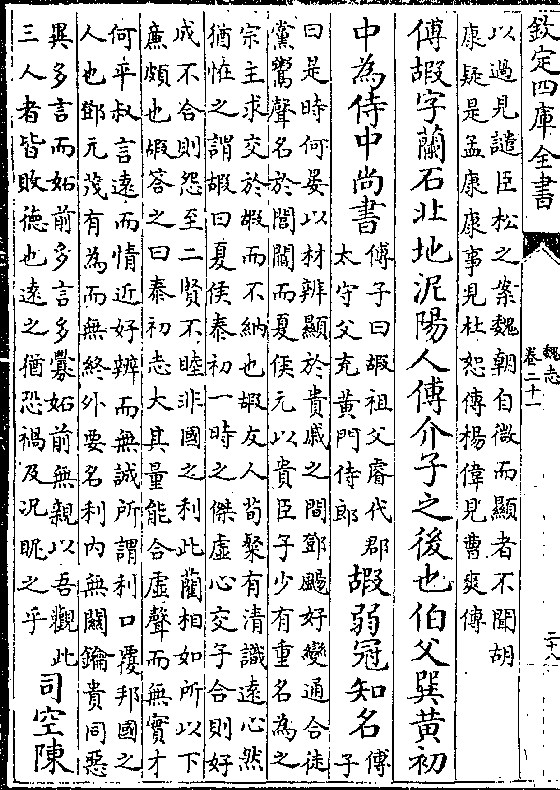 欽定四庫全書
魏志
卷二十一
二十八
以過見譴臣松之案魏朝自微而顯者不聞胡
康疑是孟康康事見杜恕傳楊偉見曹爽傳
傅嘏字蘭石北地泥陽人傅介子之後也伯父巽黃初
中為侍中尚書
傅子曰嘏祖父睿代郡
太守父充黃門侍郎
嘏弱冠知名
傅子
曰是時何晏以材辨顯於貴戚之間鄧颺好變通合徒
黨鬻聲名於閭閻而夏侯元以貴臣子少有重名為之
宗主求交於嘏而不納也嘏友人荀粲有清識遠心然
猶怪之謂嘏曰夏侯泰初一時之傑虛心交子合則好
成不合則怨至二賢不睦非國之利此藺相如所以下
廉頗也嘏答之曰泰初志大其量能合虛聲而無實才
何平叔言遠而情近好辨而無誠所謂利口覆邦國之
人也鄧元茂有為而無終外要名利內無關鑰貴同惡
異多言而妬前多言多釁妬前無親以吾觀此
三人者皆敗德也遠之猶恐禍及況昵之乎
司空陳